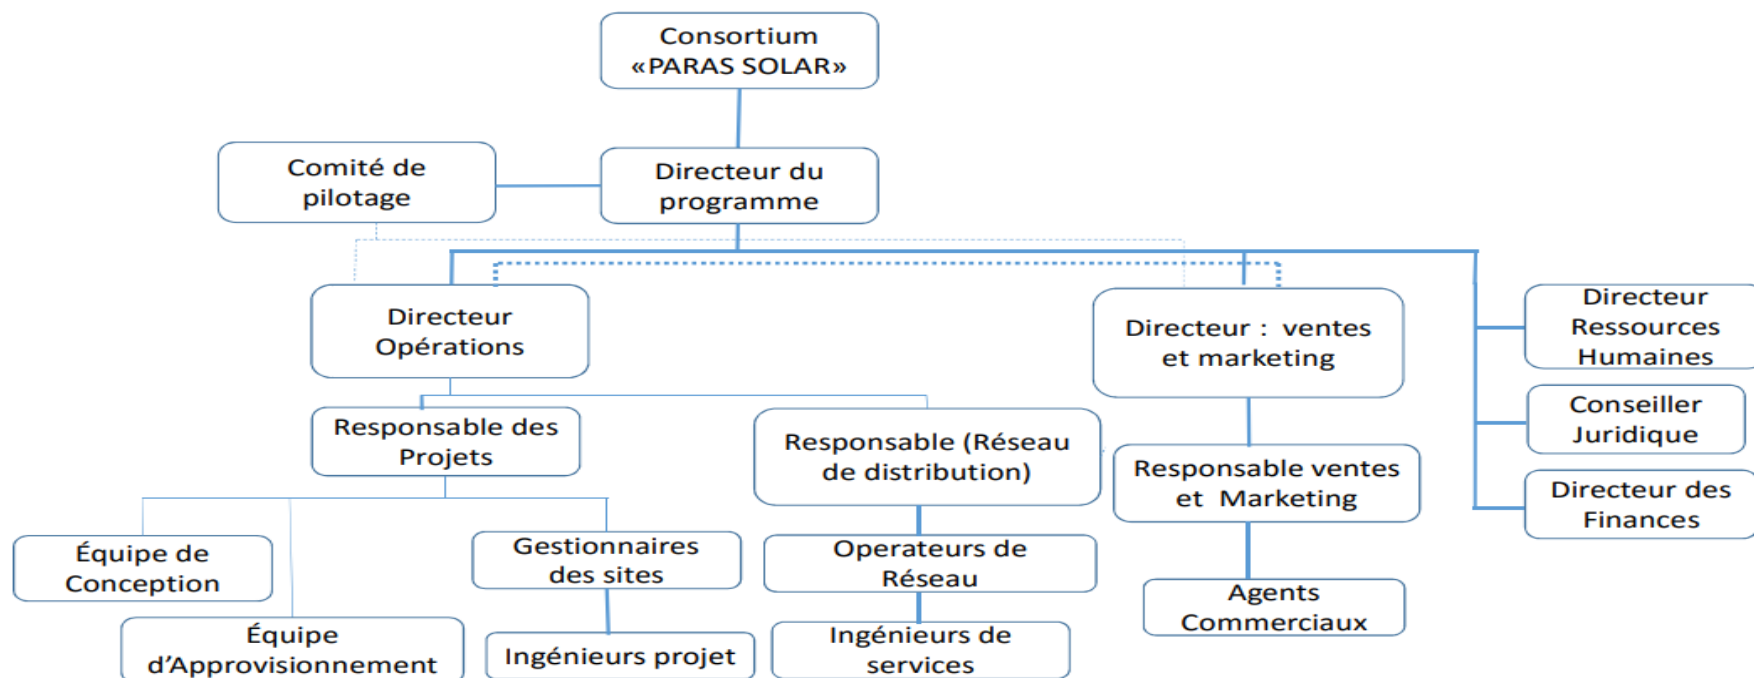 Consortium
«PARAS SOLAR»
Comité de
pilotage
Directeur du
programme
Directeur
Opérations
Directeur : ventes
et marketing
Directeur
Ressources
Humaines
Conseiller
Juridique
Directeur des
Finances
Responsable des
Projets
Responsable (Réseau
de distribution)
Responsable ventes
et Marketing
Équipe de
Conception
Gestionnaires
des sites
Operateurs de
Réseau
Agents
Commerciaux
Équipe
d’Approvisionnement
Ingénieurs projet
Ingénieurs de
services